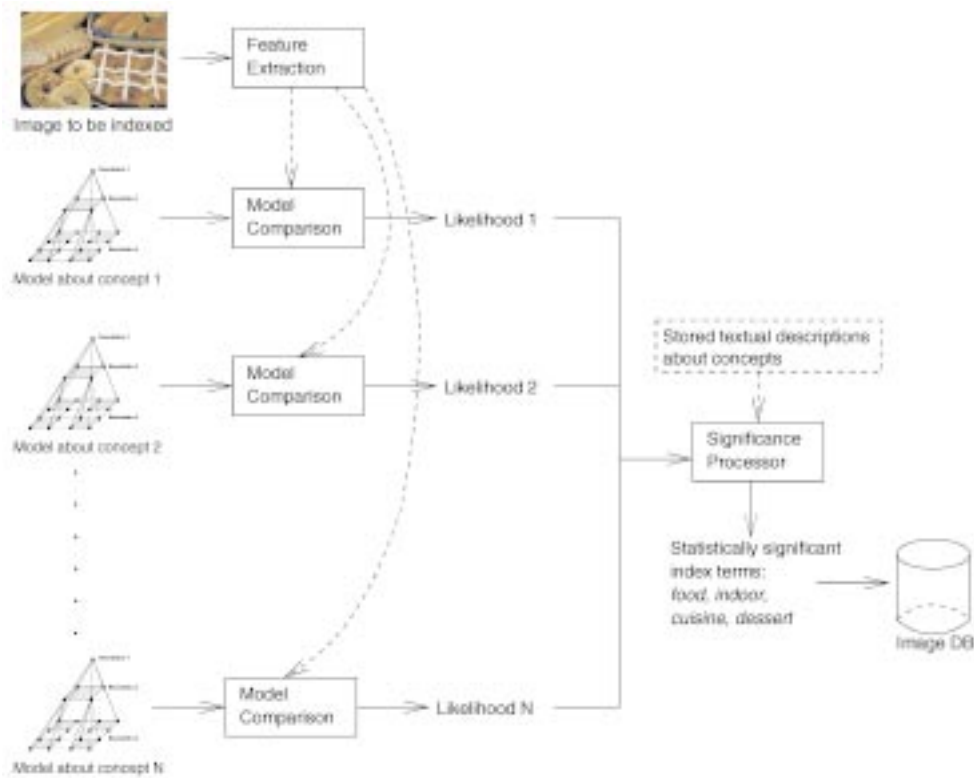 Feature
Extraction
Image to be indexed
Model
Comparison
Likelihood 1
Model about concept 1
Stored textual descriptions
about concepts
Model
Comparison
Likelihood 2
Model about concept 2
Significance
Processor
Statistically significant
index terms:
food, indoor,
cuisine, dessert
Image DB
Model
Comparison
Likelihood N
Model about concept N